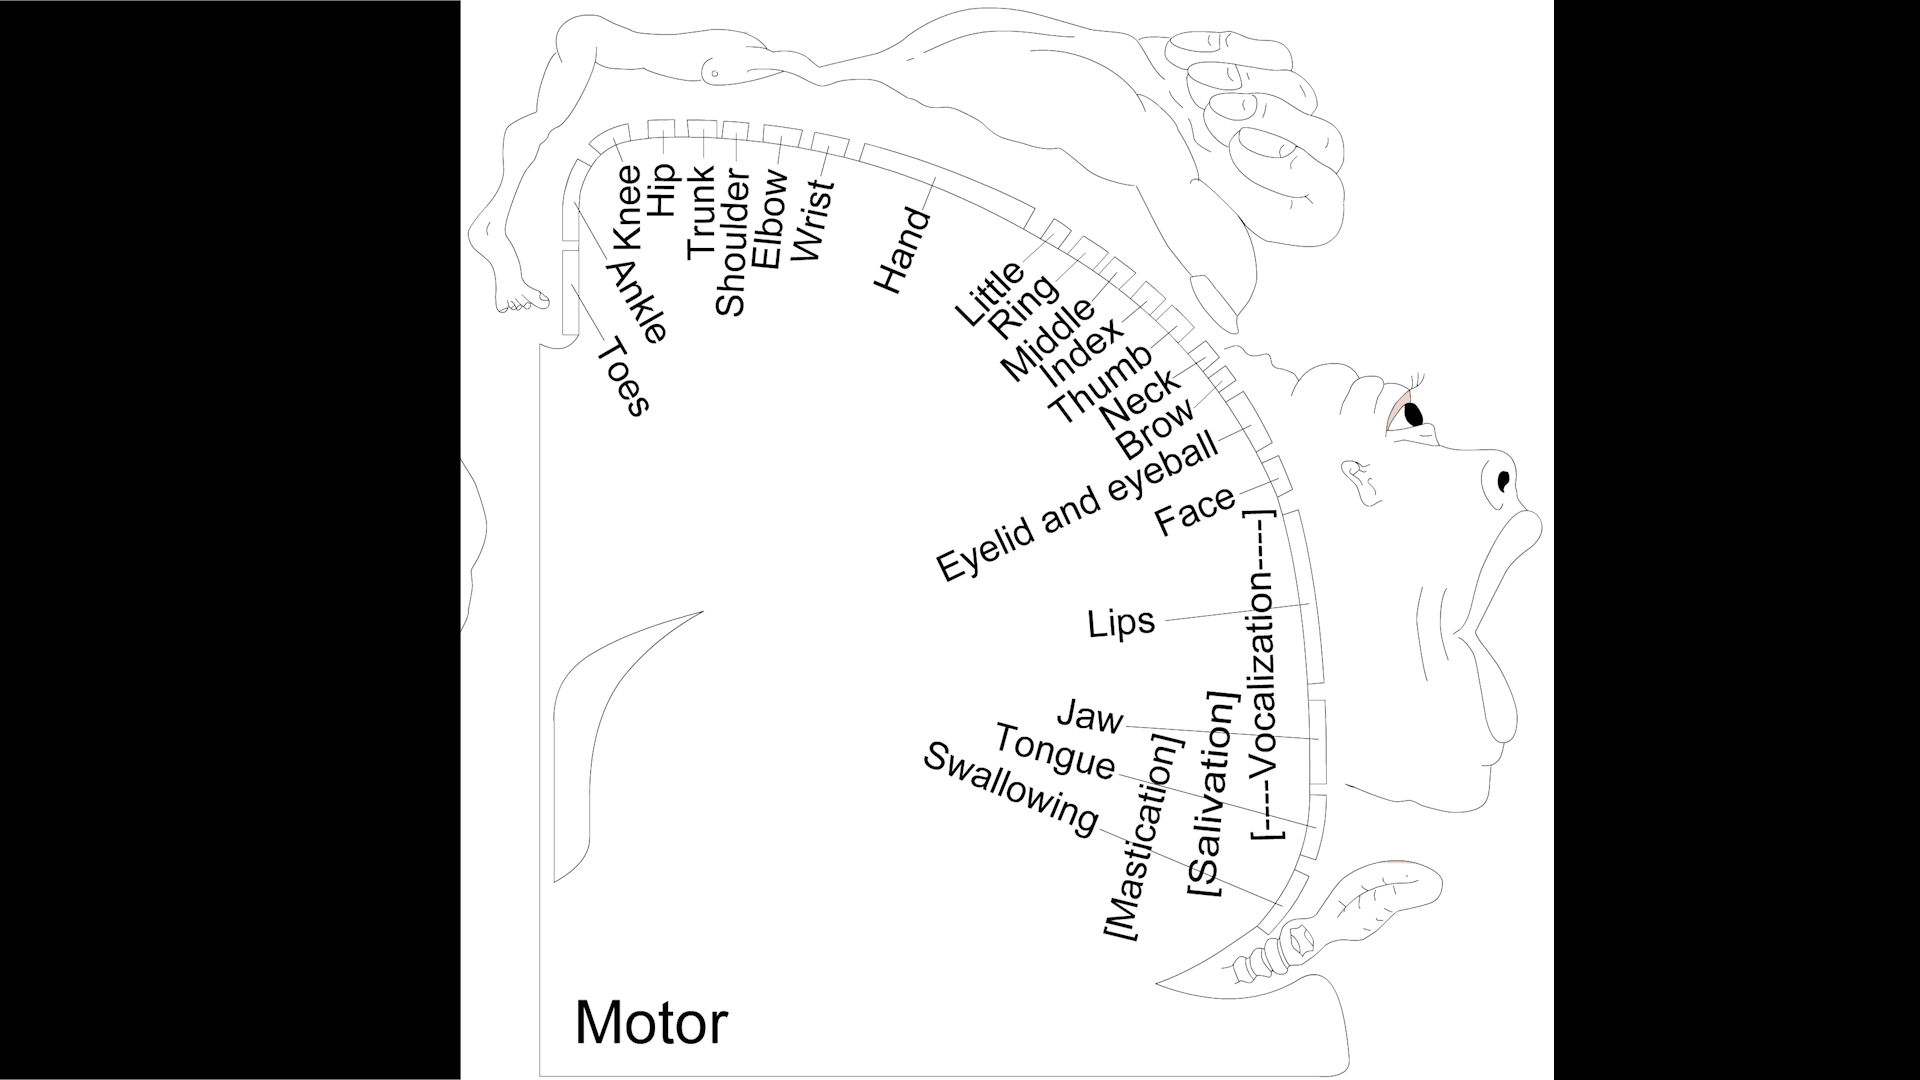 Toes
Ankle
Knee
Hip
Trunk
Shoulder
Elbow
Wrist
Hand
Little
Ring
Middle
Index
Thumb
Neck
Brow
Eyelid and eyeball
Face
Lips
Jaw
Tongue
Swallowing
[Mastication]
[Salivation]
[----Vocalization----]
Motor